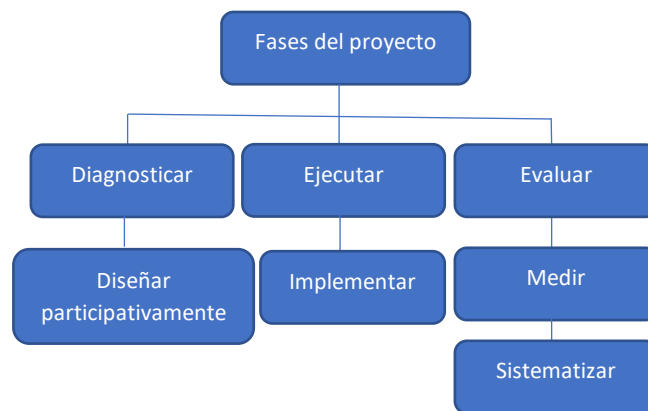 Fases del proyecto
Diagnosticar
Ejecutar
Evaluar
Diseñar
participativamente
Implementar
Medir
Sistematizar